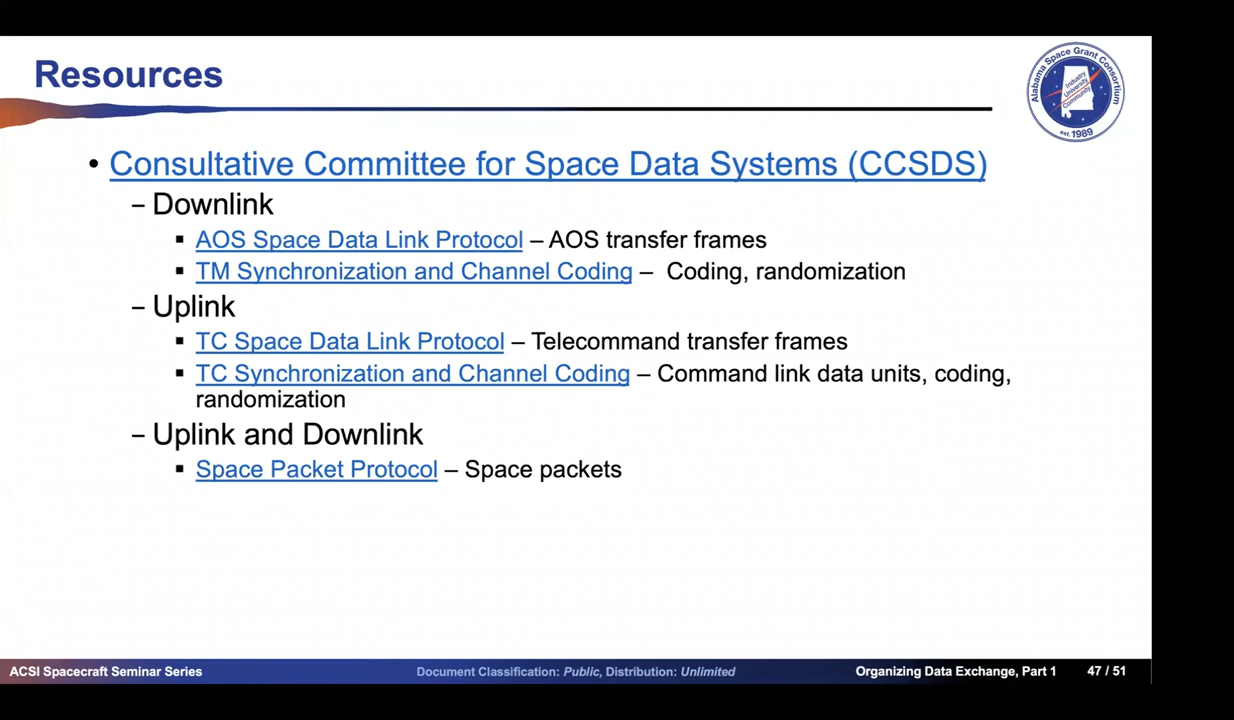 Resources
Alabama Space Grant Consortium
Industry
University
Community
est. 1989
• Consultative Committee for Space Data Systems (CCSDS)
– Downlink
▪ AOS Space Data Link Protocol – AOS transfer frames
▪ TM Synchronization and Channel Coding – Coding, randomization
– Uplink
▪ TC Space Data Link Protocol – Telecommand transfer frames
▪ TC Synchronization and Channel Coding – Command link data units, coding,
randomization
– Uplink and Downlink
▪ Space Packet Protocol – Space packets
ACSI Spacecraft Seminar Series
Document Classification: Public, Distribution: Unlimited
Organizing Data Exchange, Part 1
47 / 51